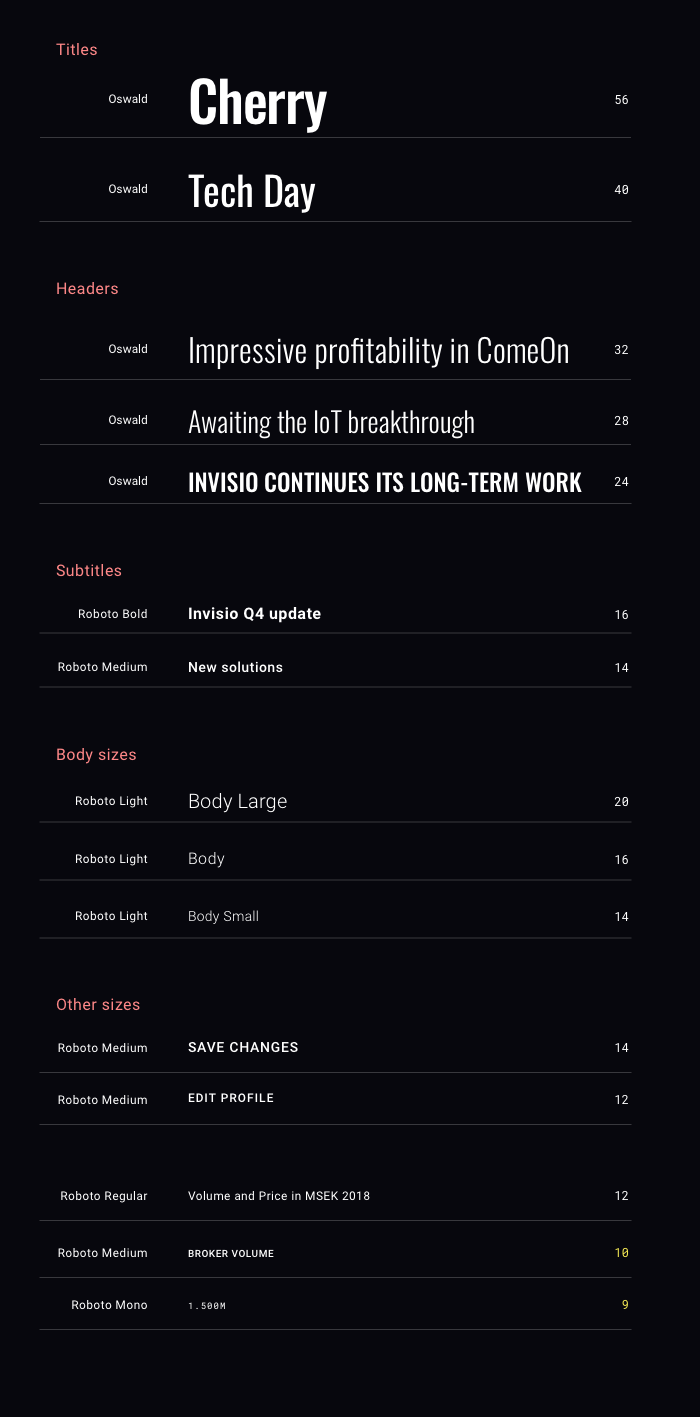 Titles
Oswald Cherry 56
Oswald Tech Day 40
Headers
Oswald Impressive profitability in ComeOn 32
Oswald Awaiting the IoT breakthrough 28
Oswald INVISIO CONTINUES ITS LONG-TERM WORK 24
Subtitles
Roboto Bold Invisio Q4 update 16
Roboto Medium New solutions 14
Body sizes
Roboto Light Body Large 20
Roboto Light Body 16
Roboto Light Body Small 14
Other sizes
Roboto Medium SAVE CHANGES 14
Roboto Medium EDIT PROFILE 12
Roboto Regular Volume and Price in MSEK 2018 12
Roboto Medium BROKER VOLUME 10
Roboto Mono 1.500M 9